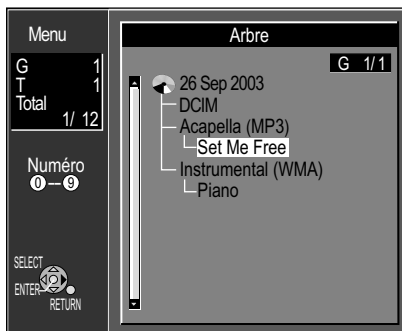 Menu
G 1
T 1
Total
1/ 12
Numéro
0 -- 9
SELECT
ENTER
RETURN
Arbre
G 1/1
26 Sep 2003
DCIM
Acapella (MP3)
Set Me Free
Instrumental (WMA)
Piano